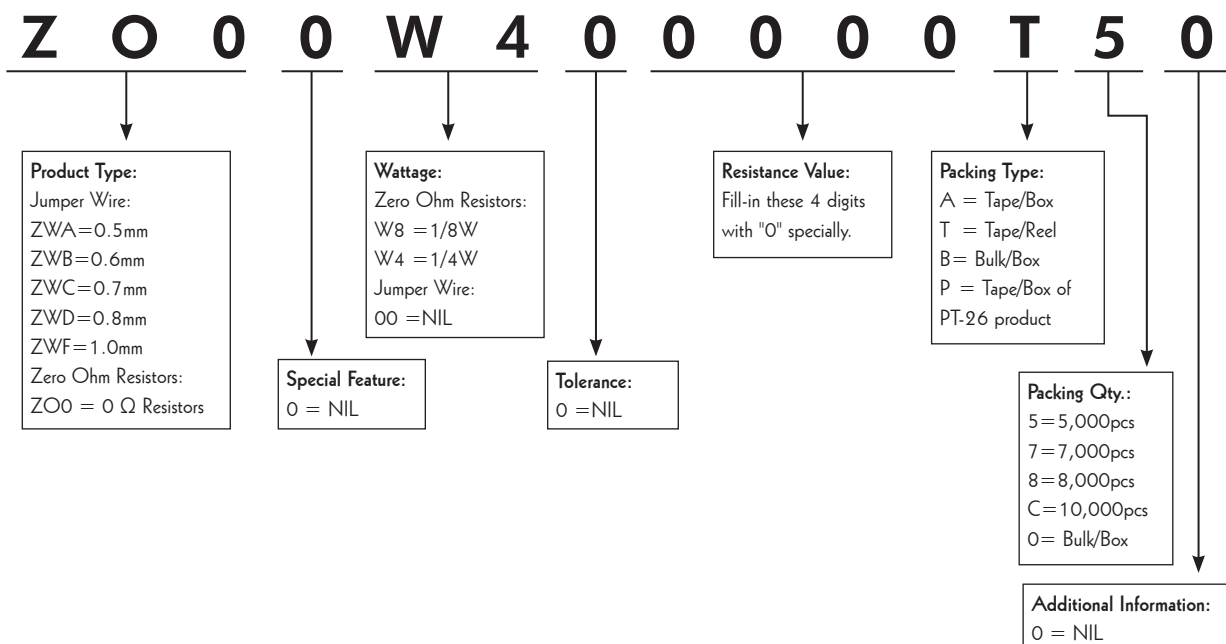 Z O 0 0 W 4 0 0 0 0 0 T 5 0
Product Type:
Jumper Wire:
ZWA=0.5mm
ZWB=0.6mm
ZWC=0.7mm
ZWD=0.8mm
ZWF=1.0mm
Zero Ohm Resistors:
ZO0 = 0 Ω Resistors
Special Feature:
0 = NIL
Wattage:
Zero Ohm Resistors:
W8 =1/8W
W4 =1/4W
Jumper Wire:
00 =NIL
Tolerance:
0 =NIL
Resistance Value:
Fill-in these 4 digits
with "0" specially.
Packing Type:
A = Tape/Box
T = Tape/Reel
B= Bulk/Box
P = Tape/Box of
PT-26 product
Packing Qty.:
5=5,000pcs
7=7,000pcs
8=8,000pcs
C=10,000pcs
0= Bulk/Box
Additional Information:
0 = NIL